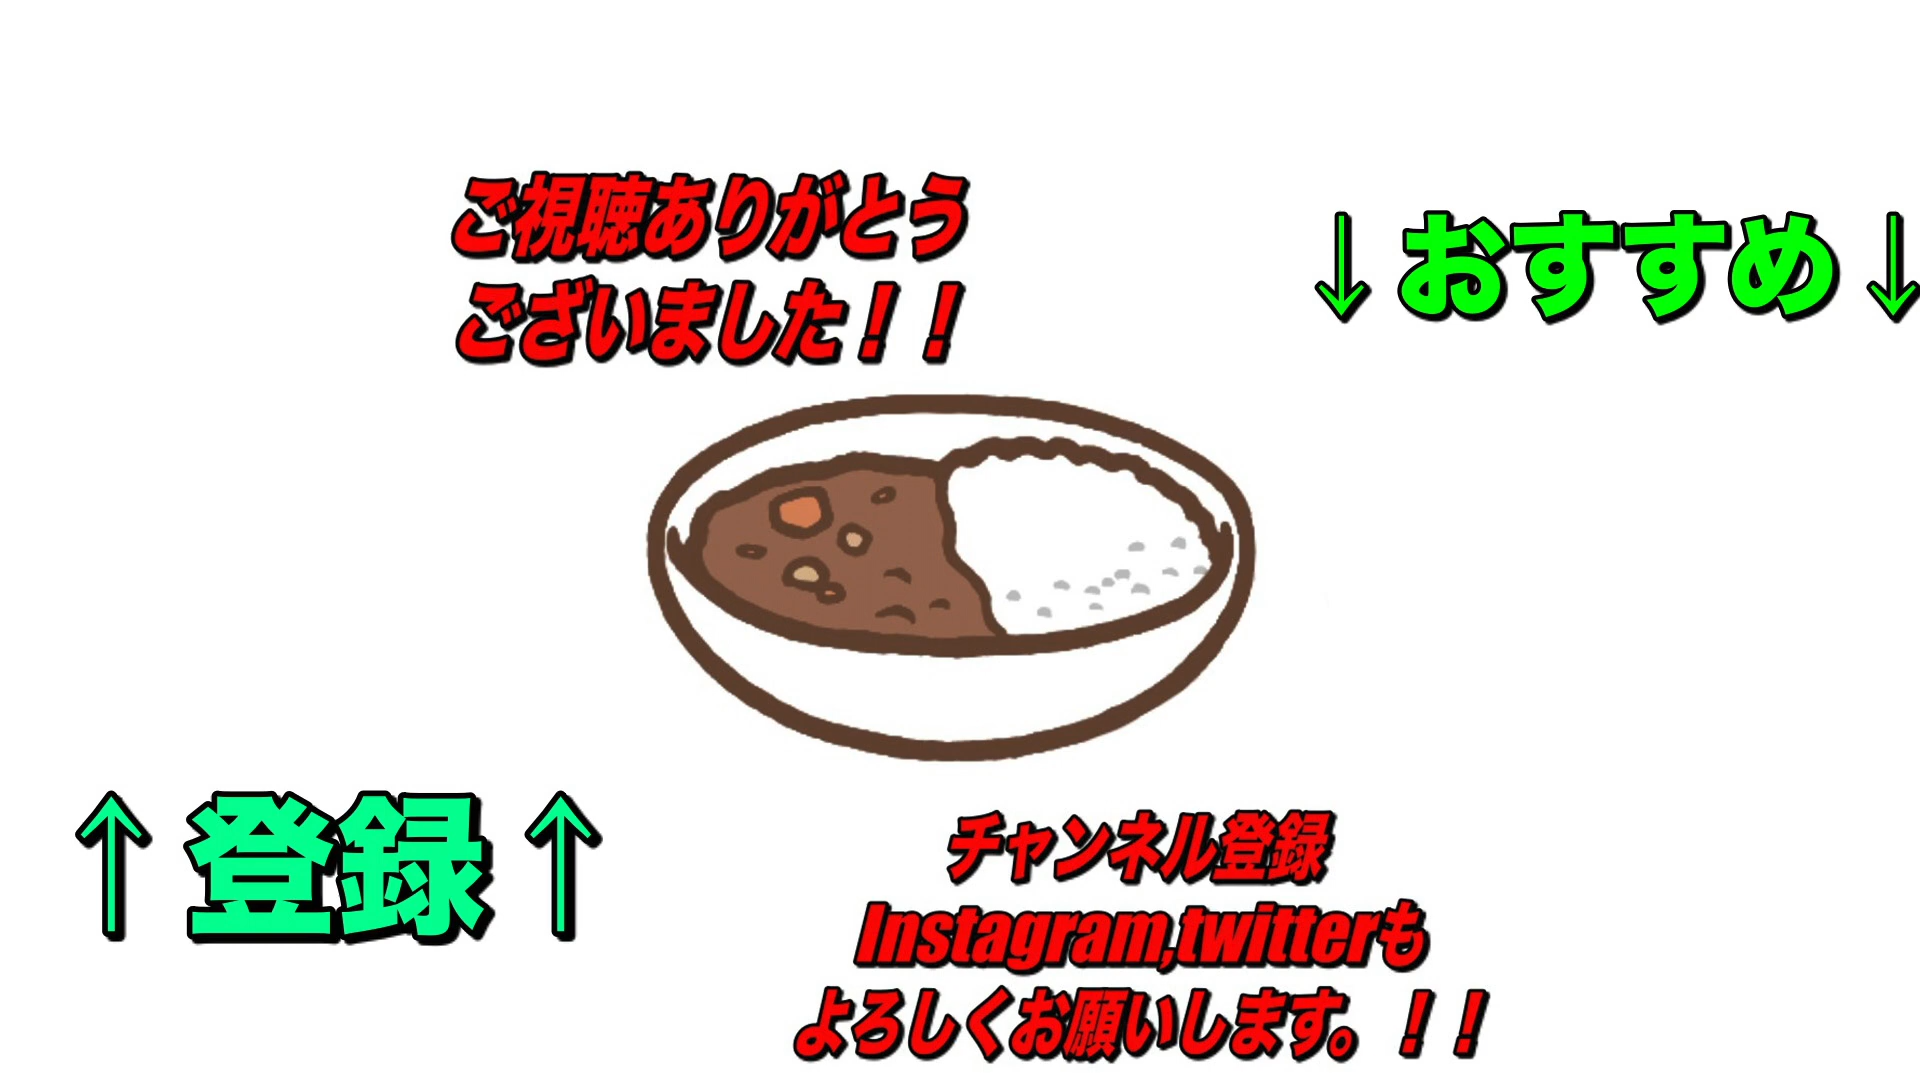 ご視聴ありがとう
ございました！！
↓おすすめ↓
↑登録↑
チャンネル登録
Instagram,twitterも
よろしくお願いします。！！